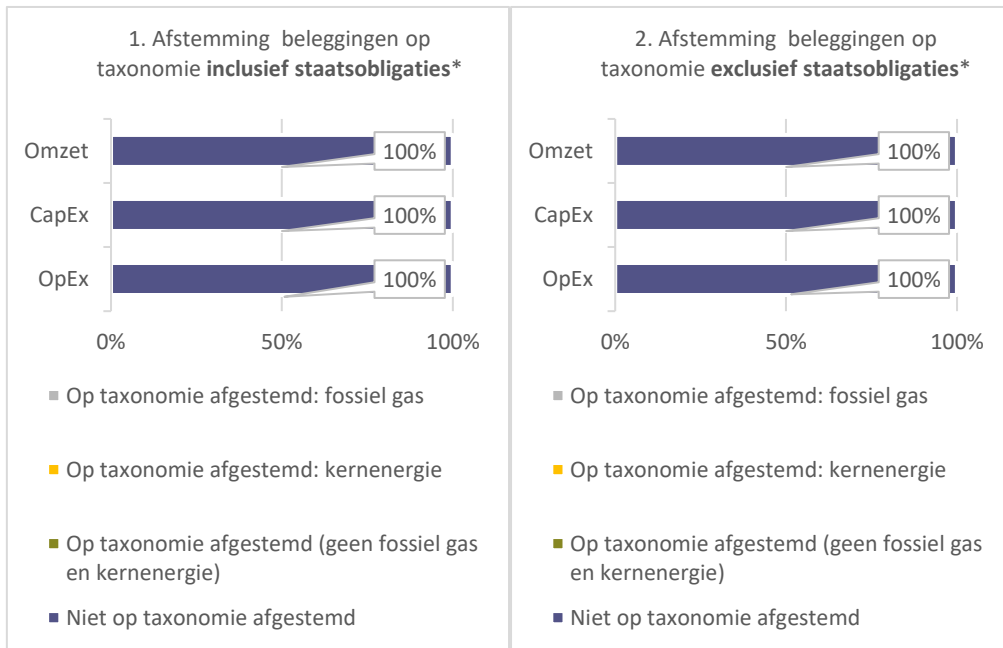 1. Afstemming beleggingen op
taxonomie inclusief staatsobligaties*
Omzet
100%
CapEx
100%
OpEx
100%
0%
50%
100%
Op taxonomie afgestemd: fossiel gas
Op taxonomie afgestemd: kernenergie
Op taxonomie afgestemd (geen fossiel gas
en kernenergie)
Niet op taxonomie afgestemd
2. Afstemming beleggingen op
taxonomie exclusief staatsobligaties*
Omzet
100%
CapEx
100%
OpEx
100%
0%
50%
100%
Op taxonomie afgestemd: fossiel gas
Op taxonomie afgestemd: kernenergie
Op taxonomie afgestemd (geen fossiel gas
en kernenergie)
Niet op taxonomie afgestemd